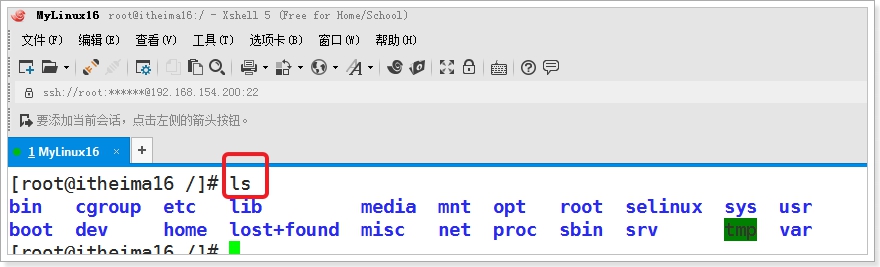 MyLinux16 root@itheima16:/ - Xshell 5 (Free for Home/School)
文件(F) 编辑(E) 查看(V) 工具(T) 选项卡(B) 窗口(W) 帮助(H)
ssh://root:******@192.168.154.200:22
要添加当前会话，点击左侧的箭头按钮。
1 MyLinux16 × +
[root@itheima16 /]# ls
bin cgroup etc lib media mnt opt root selinux sys usr
boot dev home lost+found misc net proc sbin srv tmp var
[root@itheima16 /]#